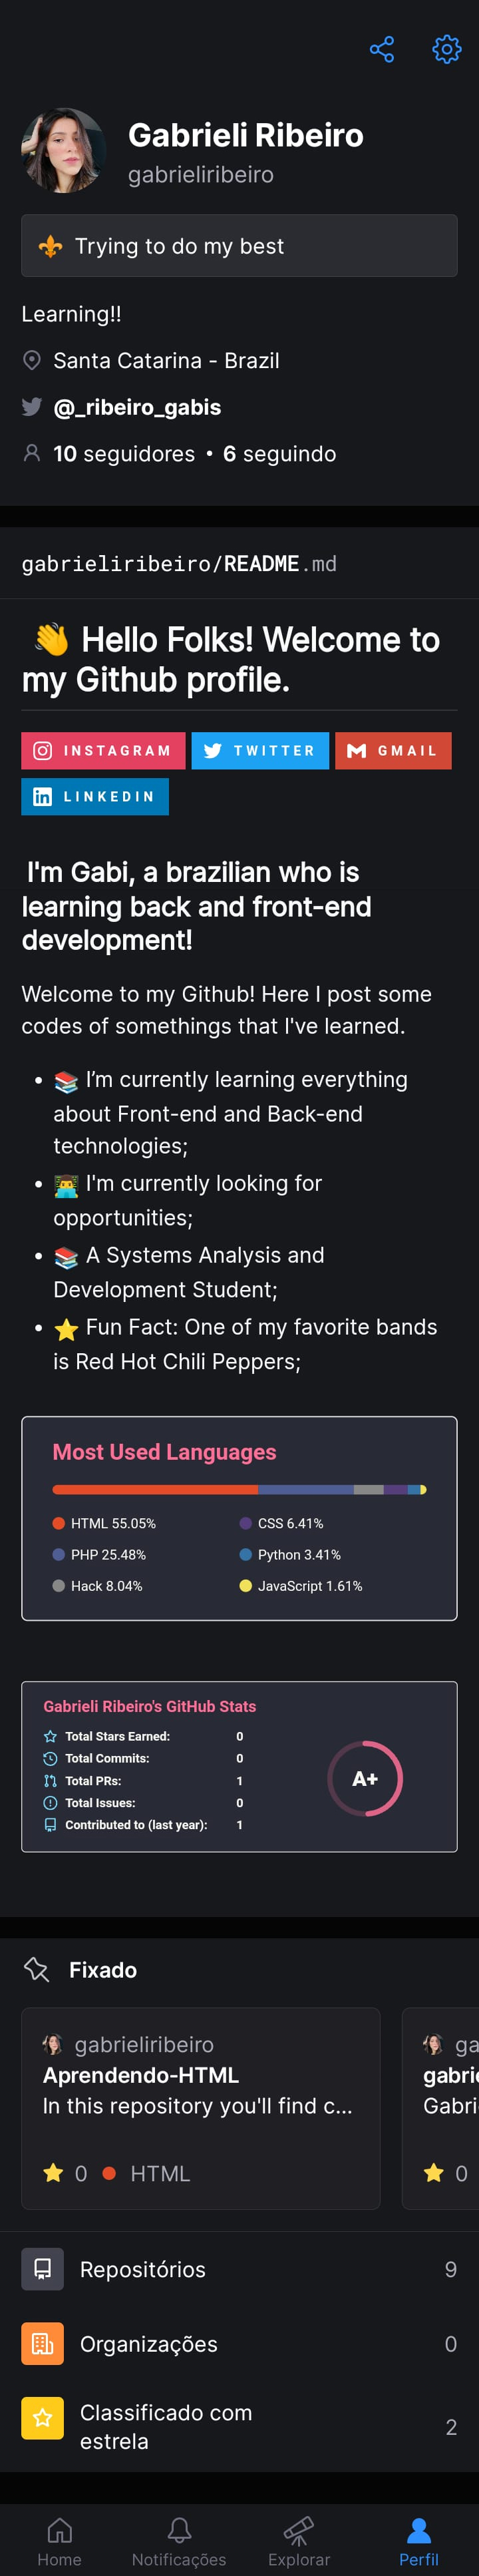 Gabrieli Ribeiro
gabrieliribeiro
⚜️ Trying to do my best
Learning!!
Santa Catarina - Brazil
@_ribeiro_gabis
10 seguidores • 6 seguindo
gabrieliribeiro/README.md
👋 Hello Folks! Welcome to
my Github profile.
INSTAGRAM TWITTER GMAIL
LINKEDIN
I'm Gabi, a brazilian who is
learning back and front-end
development!
Welcome to my Github! Here I post some
codes of something that I've learned.
• 📚 I'm currently learning everything
about Front-end and Back-end
technologies;
• 👨‍💻 I'm currently looking for
opportunities;
• 📚 A Systems Analysis and
Development Student;
• ⭐ Fun Fact: One of my favorite bands
is Red Hot Chili Peppers;
Most Used Languages
HTML 55.05% CSS 6.41%
PHP 25.48% Python 3.41%
Hack 8.04% JavaScript 1.61%
Gabrieli Ribeiro's GitHub Stats
Total Stars Earned: 0
Total Commits: 0
Total PRs: 1
Total Issues: 0
Contributed to (last year): 1
A+
Fixado
gabrieliribeiro ga
Aprendendo-HTML gabrie
In this repository you'll find c... Gabri
⭐ 0 HTML ⭐ 0
Repositórios 9
Organizações 0
Classificado com
estrela 2
Home Notificações Explorar Perfil